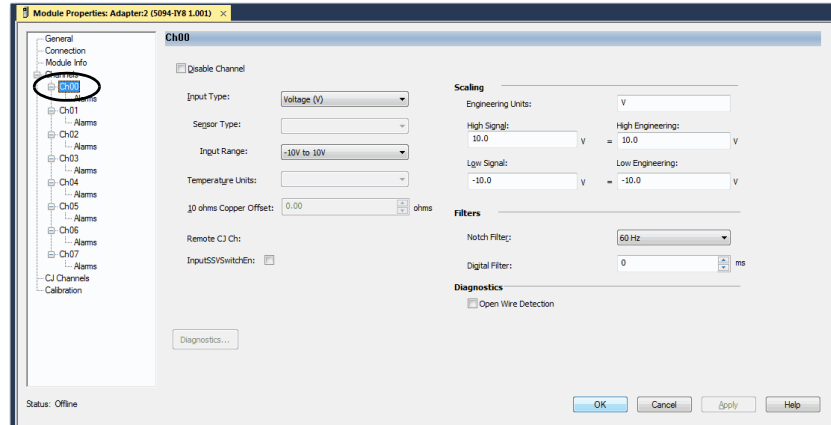 Module Properties: Adapter:2 (5094-IY8 1.001) ×
General
Connection
Module Info
Channels
Ch00
Alarms
Ch01
Alarms
Ch02
Alarms
Ch03
Alarms
Ch04
Alarms
Ch05
Alarms
Ch06
Alarms
Ch07
Alarms
CJ Channels
Calibration
Ch00
Disable Channel
Input Type: Voltage (V)
Sensor Type:
Input Range: -10V to 10V
Temperature Units:
10 ohms Copper Offset: 0.00 ohms
Remote CJ Ch:
InputSSVSwitchEn:
Diagnostics...
Scaling
Engineering Units: V
High Signal: High Engineering:
10.0 V = 10.0 V
Low Signal: Low Engineering:
-10.0 V = -10.0 V
Filters
Notch Filter: 60 Hz
Digital Filter: 0 ms
Diagnostics
Open Wire Detection
Status: Offline
OK Cancel Apply Help